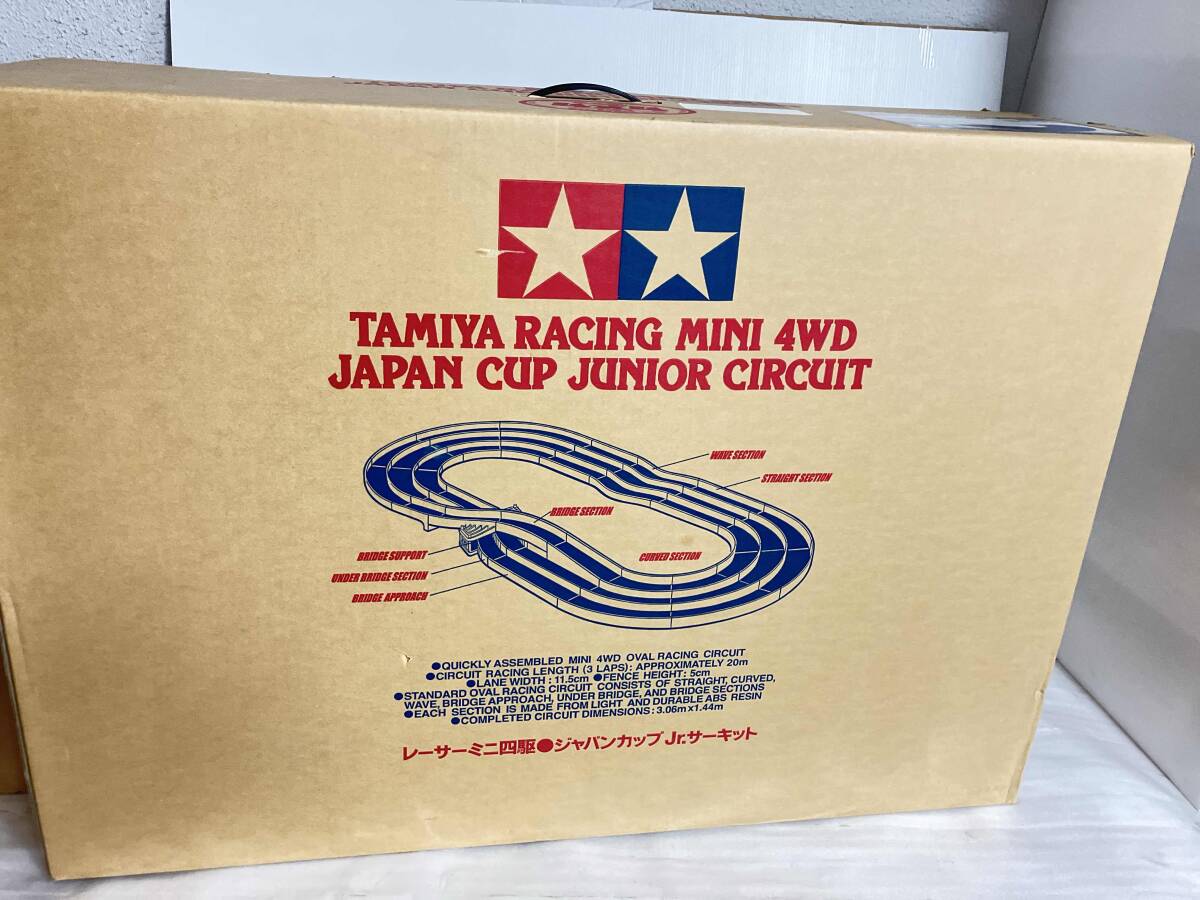 TAMIYA RACING MINI 4WD
JAPAN CUP JUNIOR CIRCUIT
WAVE SECTION
STRAIGHT SECTION
BRIDGE SECTION
BRIDGE SUPPORT
CURVED SECTION
UNDER BRIDGE SECTION
BRIDGE APPROACH
●QUICKLY ASSEMBLED MINI 4WD OVAL RACING CIRCUIT
●CIRCUIT RACING LENGTH (3 LAPS): APPROXIMATELY 20m
●LANE WIDTH : 11.5cm ●FENCE HEIGHT: 5cm
●STANDARD OVAL RACING CIRCUIT CONSISTS OF STRAIGHT, CURVED,
WAVE, BRIDGE APPROACH, UNDER BRIDGE, AND BRIDGE SECTIONS
●EACH SECTION IS MADE FROM LIGHT AND DURABLE ABS RESIN
●COMPLETED CIRCUIT DIMENSIONS: 3.06m×1.44m
レーサーミニ四駆●ジャパンカップ Jr.サーキット